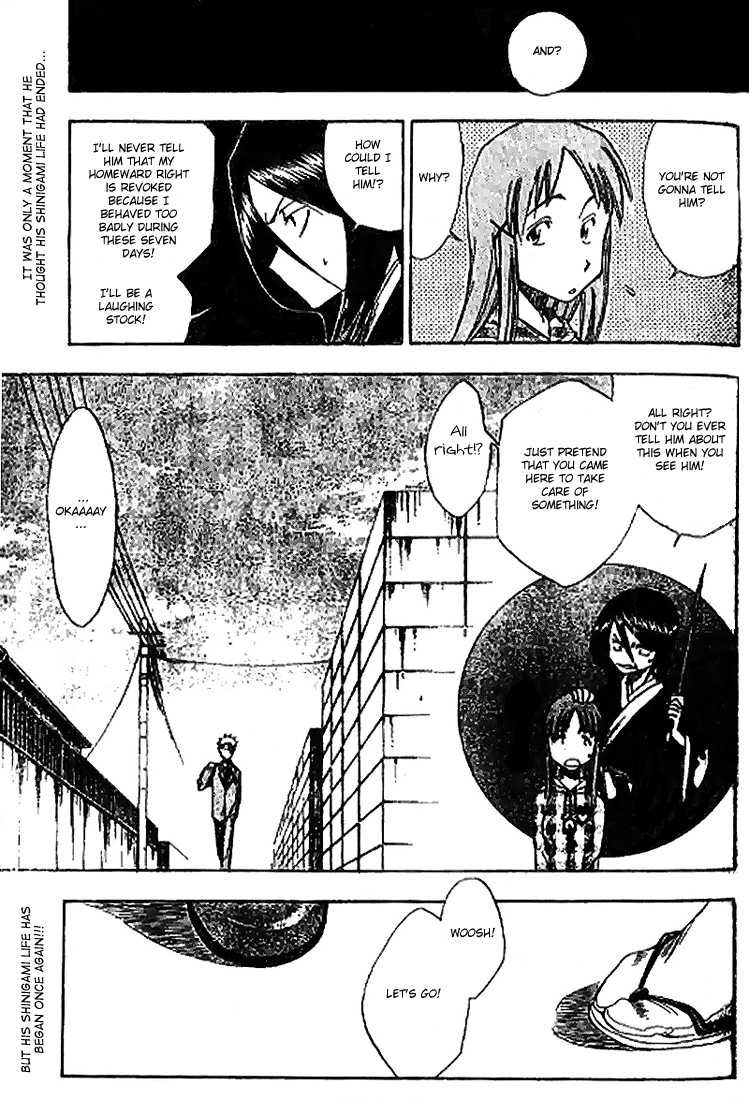 AND?
YOU'RE NOT
GONNA TELL
HIM?
WHY?
HOW
COULD I
TELL
HIM!?
I'LL NEVER TELL
HIM THAT MY
HOMEWARD RIGHT
IS REVOKED
BECAUSE I
BEHAVED TOO
BADLY DURING
THESE SEVEN
DAYS!
I'LL BE A
LAUGHING
STOCK!
IT WAS ONLY A MOMENT THAT HE
THOUGHT HIS SHINIGAMI LIFE HAD ENDED...
ALL RIGHT?
DON'T YOU EVER
TELL HIM ABOUT
THIS WHEN YOU
SEE HIM!
JUST PRETEND
THAT YOU CAME
HERE TO TAKE
CARE OF
SOMETHING!
All
right!?
...
OKAAAAY
...
WOOSH!
LET'S GO!
BUT HIS SHINIGAMI LIFE HAS
BEGAN ONCE AGAIN!!!